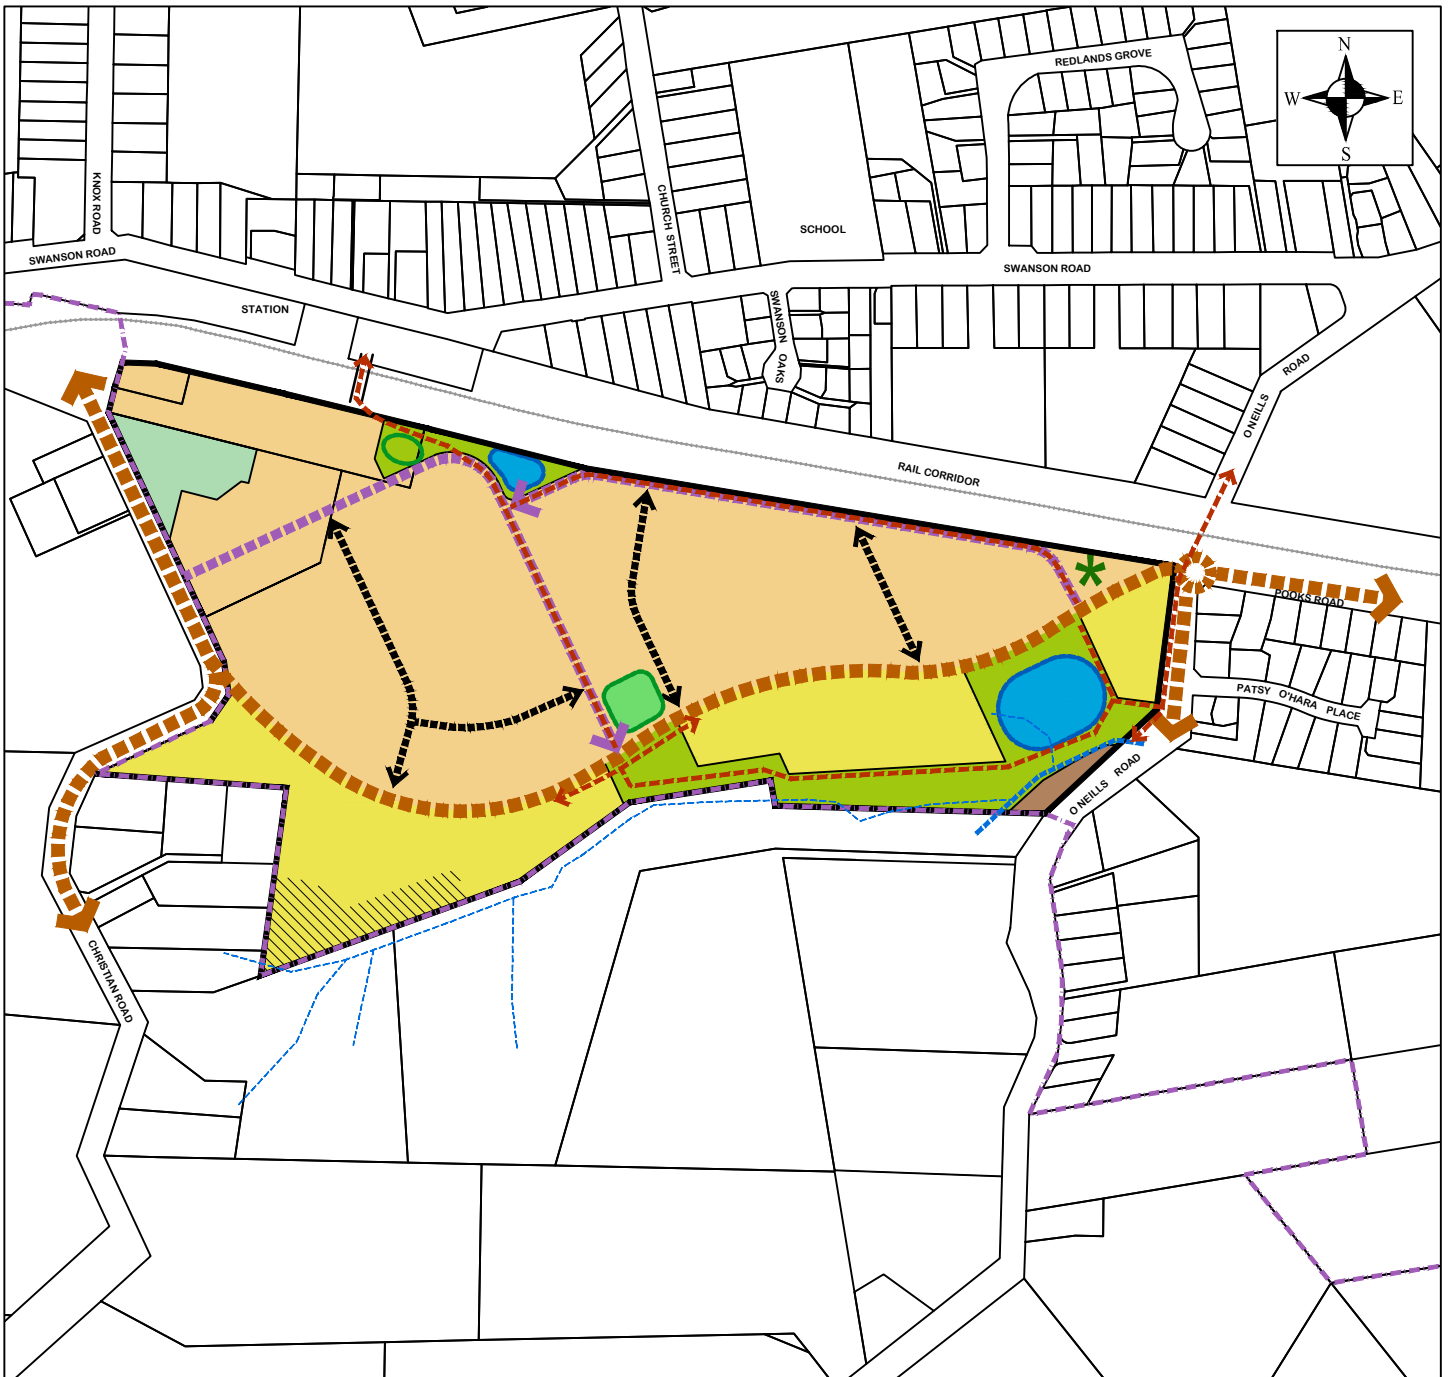 N
REDLANDS GROVE
W
E
S
KNOX ROAD
CHURCH STREET
SCHOOL
SWANSON ROAD
SWANSON ROAD
STATION
SWANSON OAKS
O NEILLS ROAD
RAIL CORRIDOR
POOKS ROAD
PATSY O'HARA PLACE
O NEILLS ROAD
CHRISTIAN ROAD